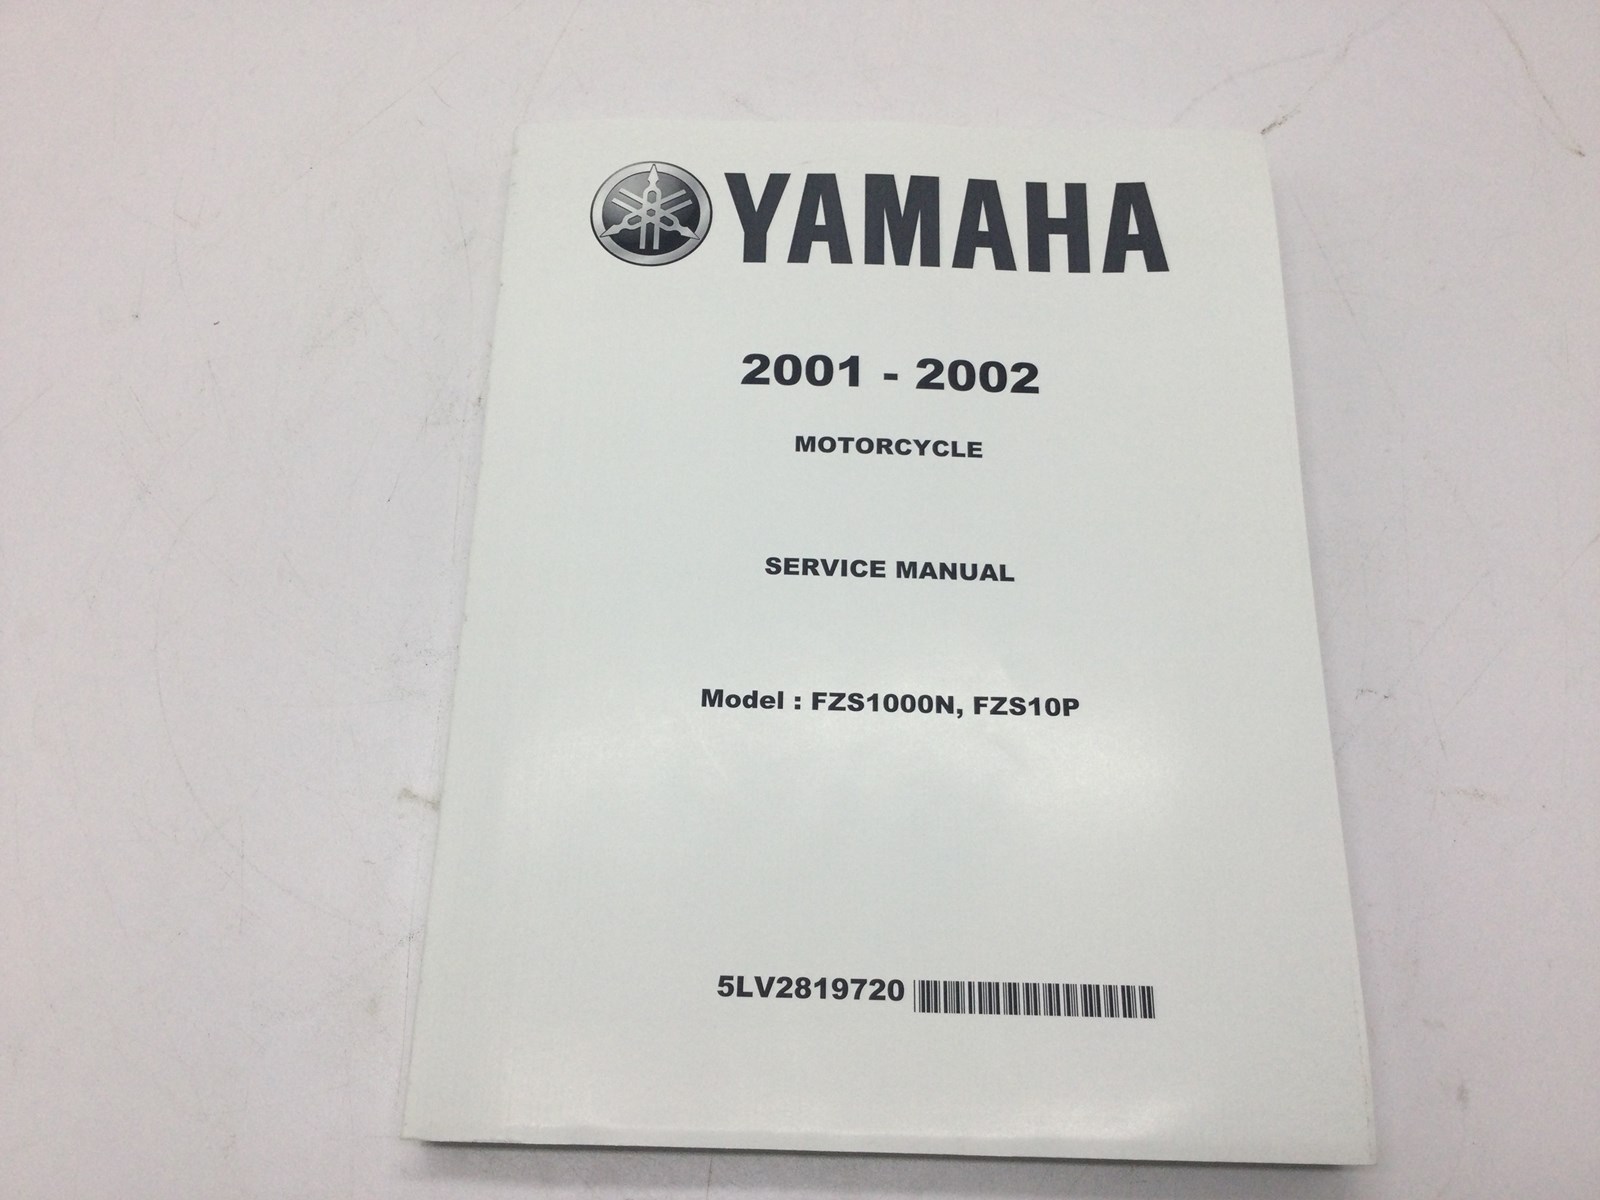 YAMAHA
2001 - 2002
MOTORCYCLE
SERVICE MANUAL
Model : FZS1000N, FZS10P
5LV2819720